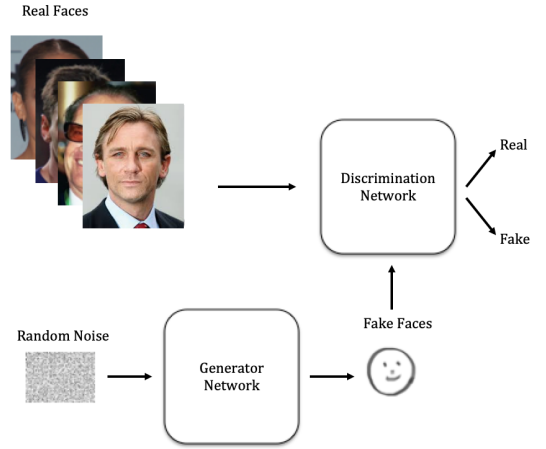 Real Faces
Real
Discrimination
Network
Fake
Fake Faces
Random Noise
Generator
Network